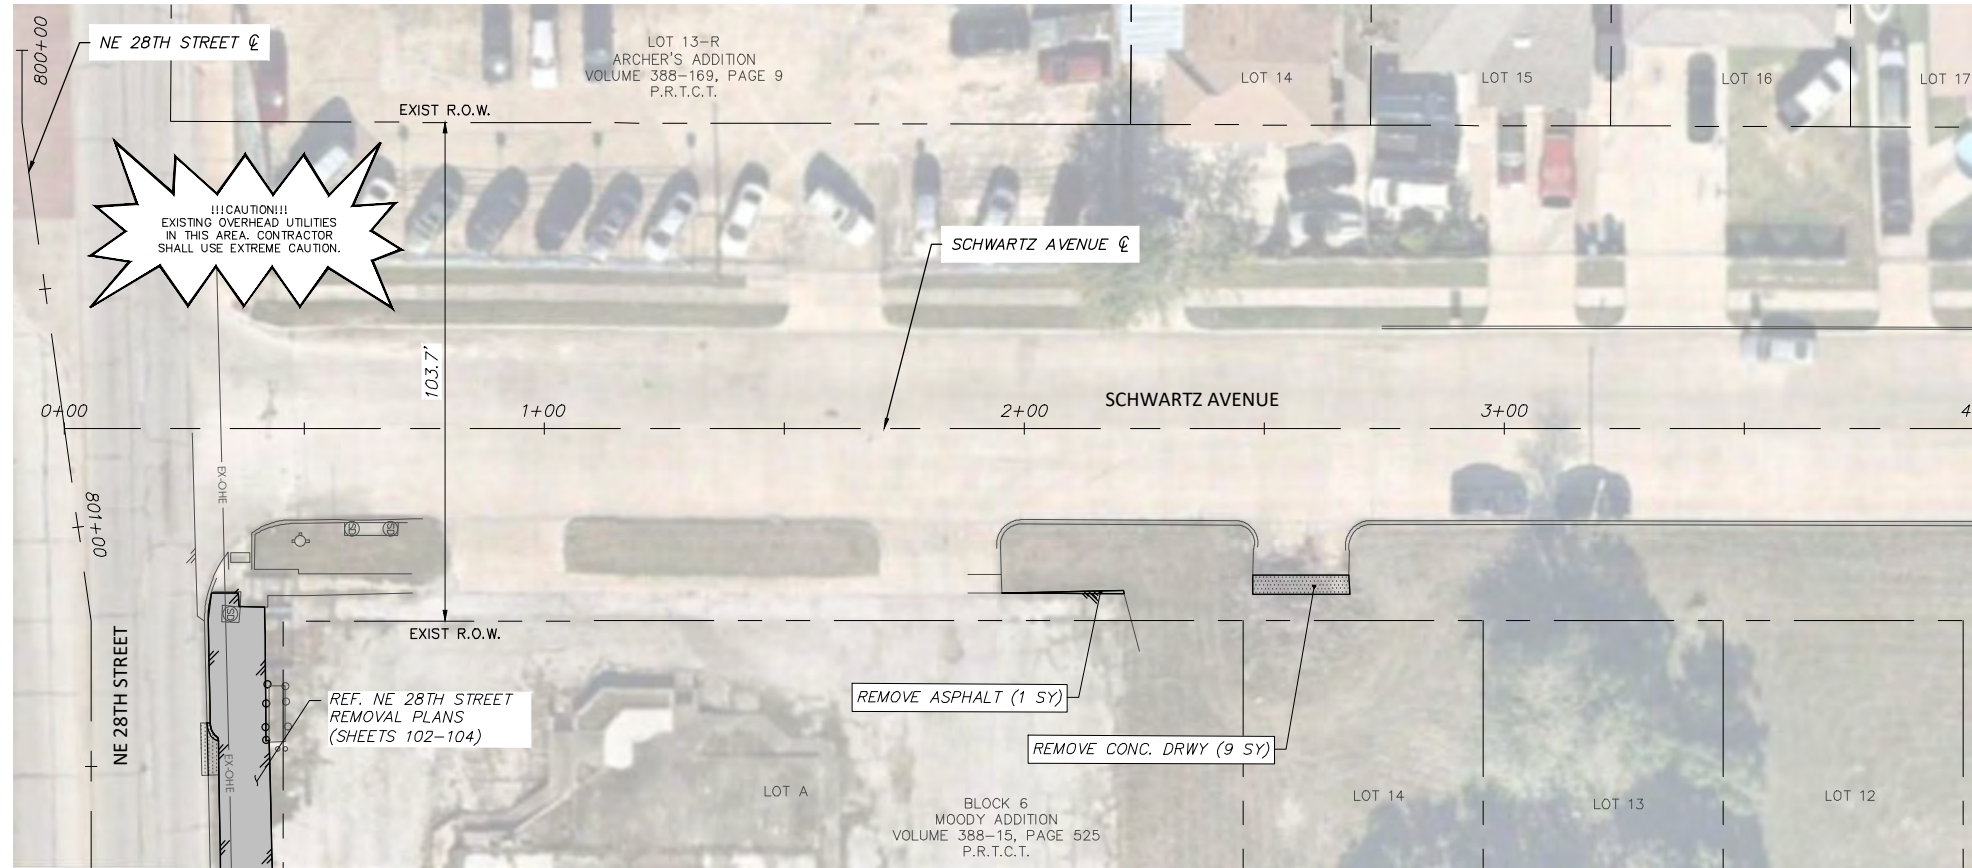 800+00
NE 28TH STREET ℄
LOT 13-R
ARCHER'S ADDITION
VOLUME 388-169, PAGE 9
P.R.T.C.T.
LOT 14
LOT 15
LOT 16
LOT 17
EXIST R.O.W.
!!!CAUTION!!!
EXISTING OVERHEAD UTILITIES
IN THIS AREA. CONTRACTOR
SHALL USE EXTREME CAUTION.
SCHWARTZ AVENUE ℄
103.7'
SCHWARTZ AVENUE
0+00
1+00
2+00
3+00
4
EX-OHE
801+00
SD
SD
SD
EXIST R.O.W.
NE 28TH STREET
REF. NE 28TH STREET
REMOVAL PLANS
(SHEETS 102-104)
REMOVE ASPHALT (1 SY)
REMOVE CONC. DRWY (9 SY)
EX-OHE
LOT A
BLOCK 6
MOODY ADDITION
VOLUME 388-15, PAGE 525
P.R.T.C.T.
LOT 14
LOT 13
LOT 12